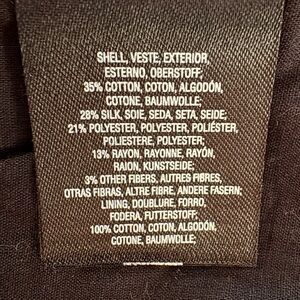 SHELL, VESTE, EXTERIOR,
ESTERNO, OBERSTOFF;
35% COTTON, COTON, ALGODÓN,
COTONE, BAUMWOLLE;
28% SILK, SOIE, SEDA, SETA, SEIDE;
21% POLYESTER, POLYESTER, POLIÉSTER,
POLIESTERE, POLYESTER;
13% RAYON, RAYONNE, RAYÓN,
RAION, KUNSTSEIDE;
3% OTHER FIBERS, AUTRES FIBRES,
OTRAS FIBRAS, ALTRE FIBRE, ANDERE FASERN;
LINING, DOUBLURE, FORRO,
FODERA, FUTTERSTOFF;
100% COTTON, COTON, ALGODÓN,
COTONE, BAUMWOLLE;